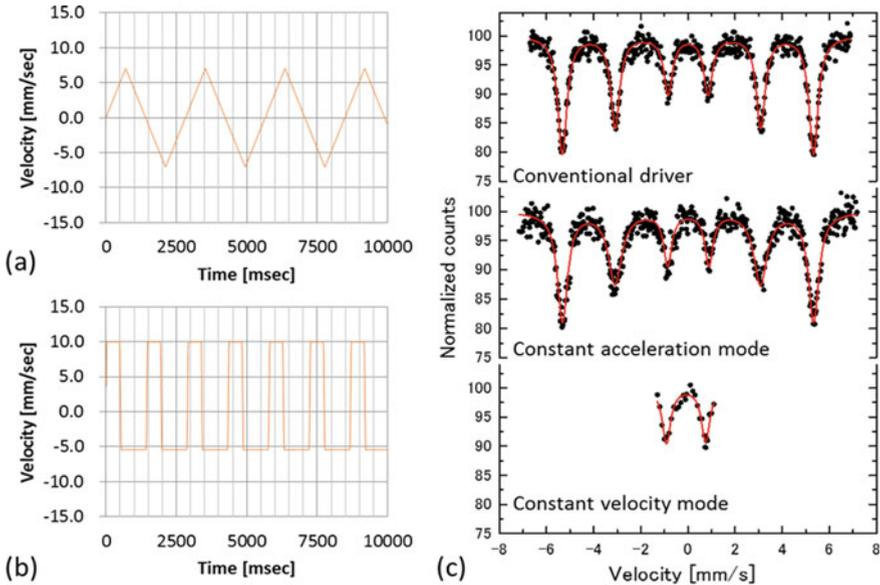 15.0
10.0
5.0
0.0
-5.0
-10.0
-15.0
Velocity [mm/sec]
0 2500 5000 7500 10000
Time [msec]
(a)
15.0
10.0
5.0
0.0
-5.0
-10.0
-15.0
Velocity [mm/sec]
0 2500 5000 7500 10000
Time [msec]
(b)
100
95
90
85
80
75
Conventional driver
100
95
90
85
80
75
Normalized counts
Constant acceleration mode
100
95
90
85
80
75
Constant velocity mode
-8 -6 -4 -2 0 2 4 6 8
Velocity [mm/s]
(c)